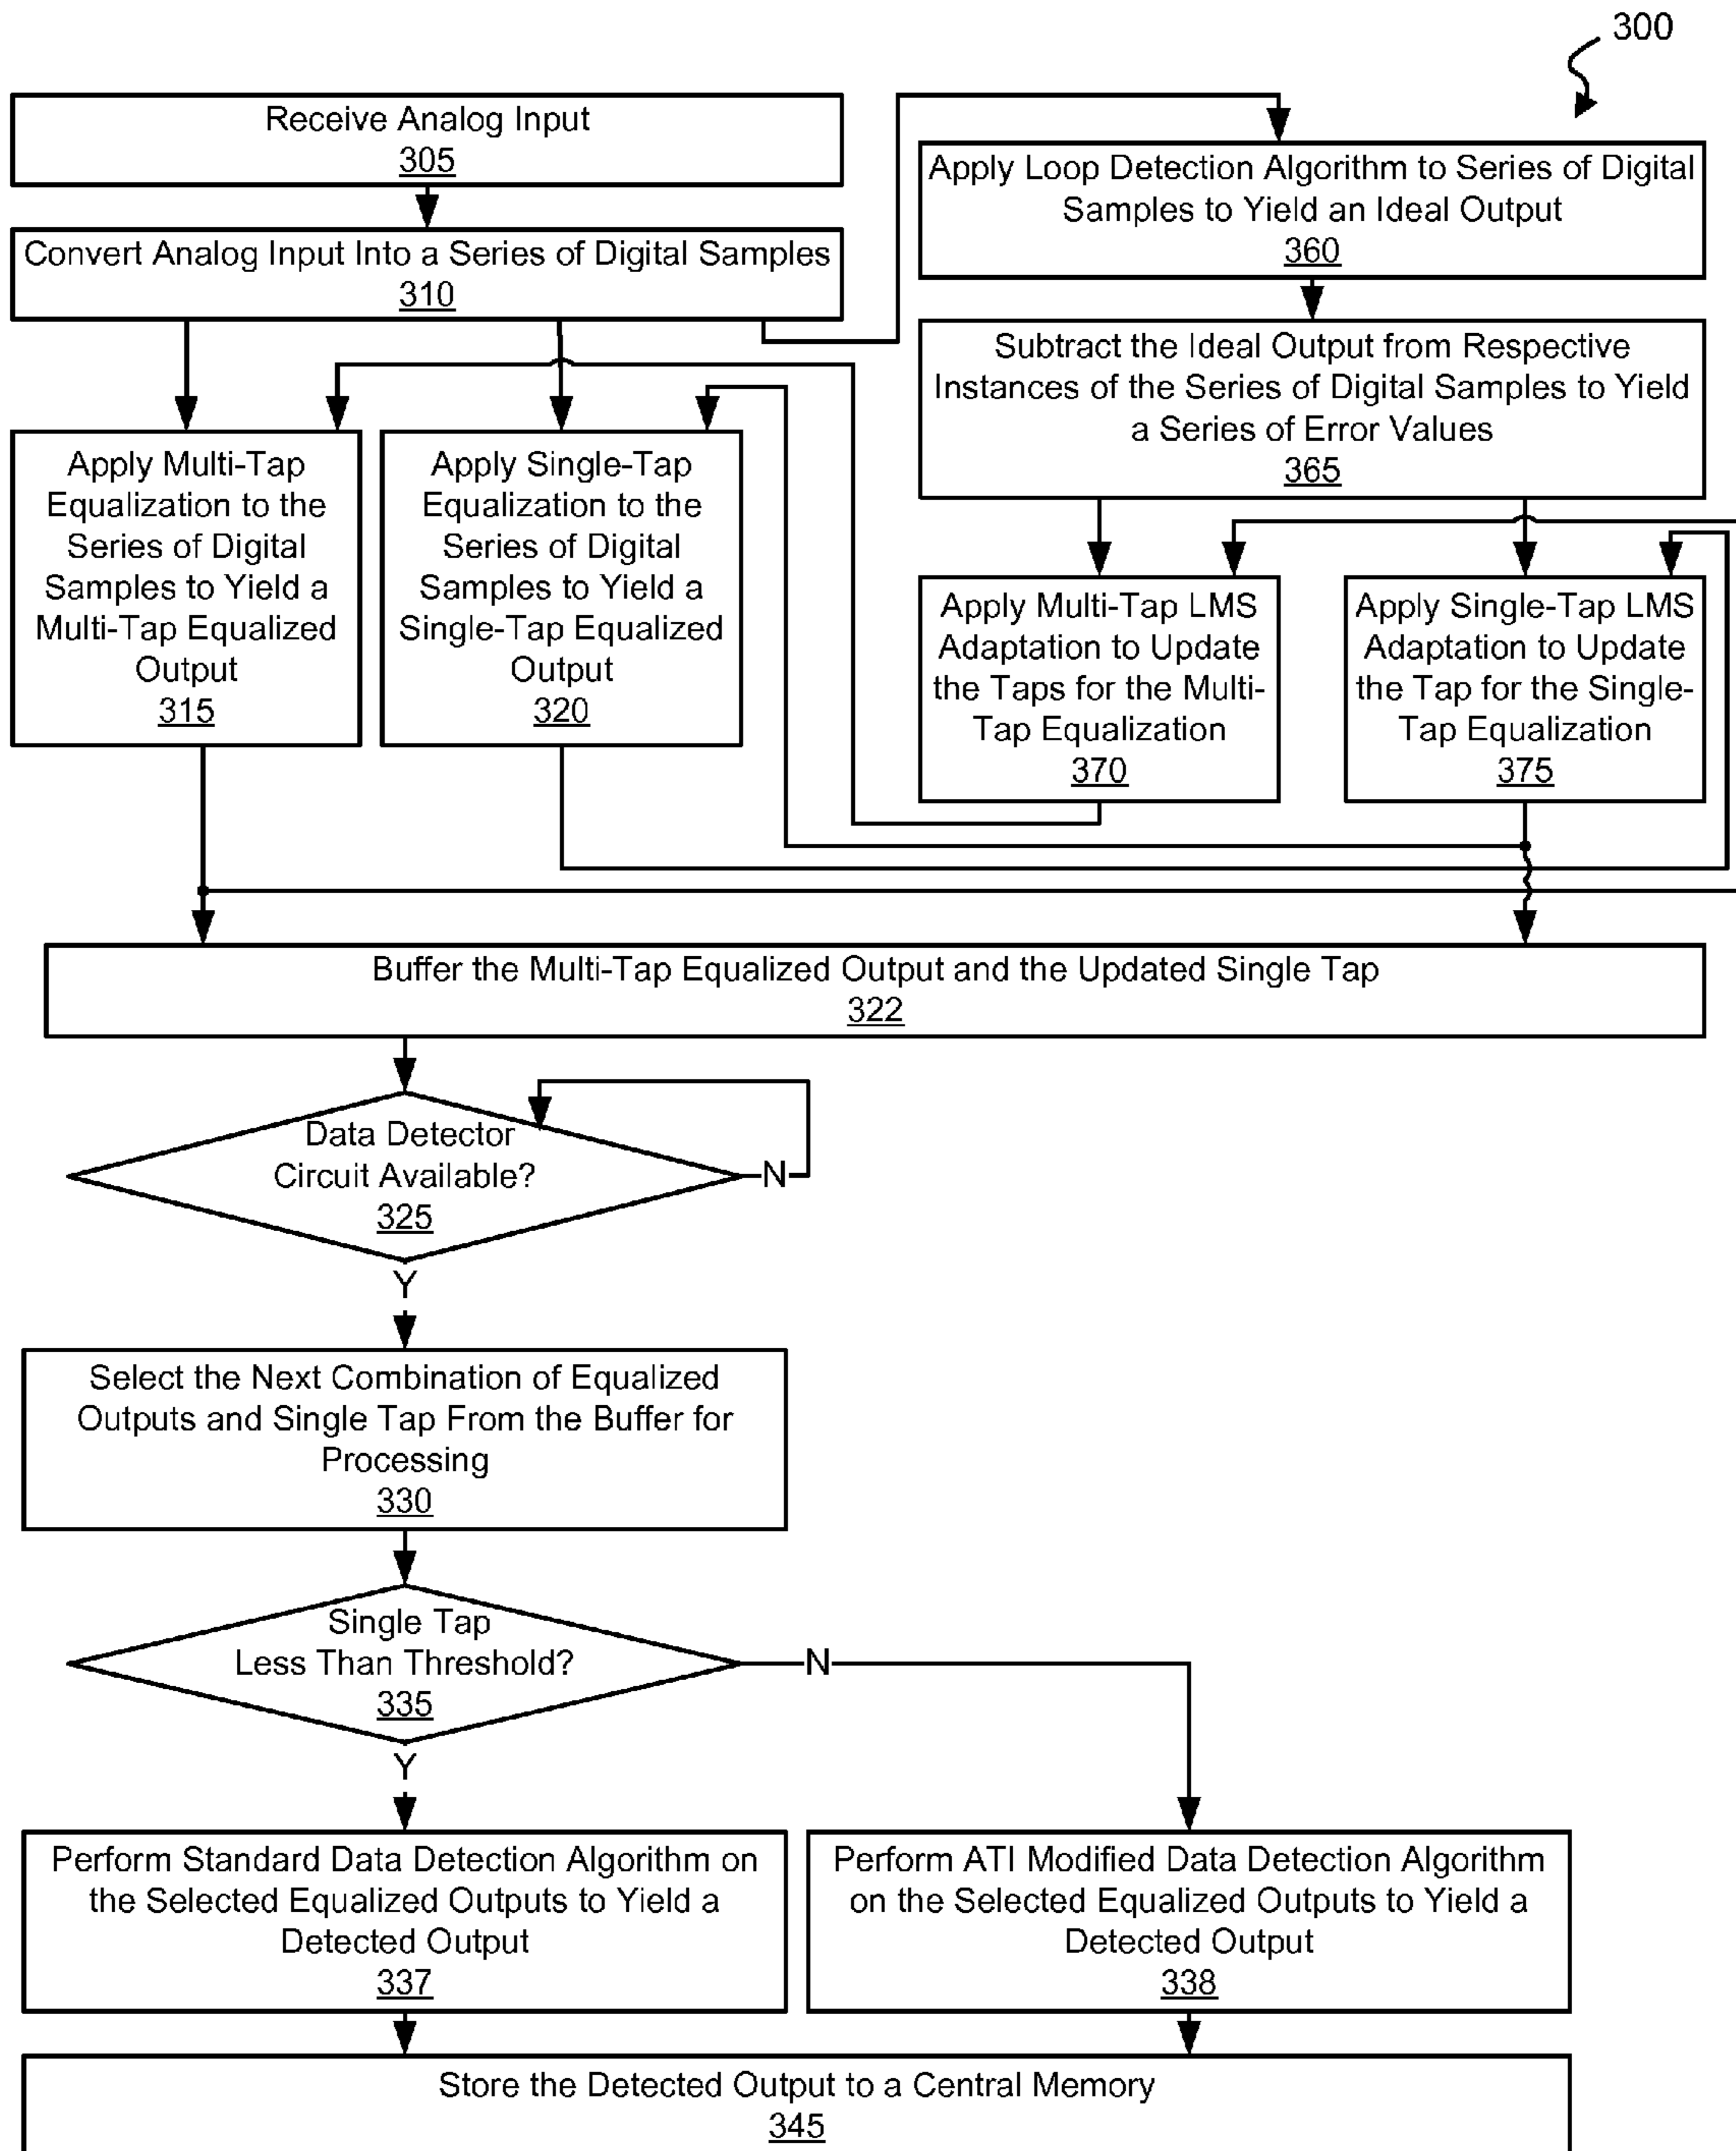 300
Receive Analog Input
305
Convert Analog Input Into a Series of Digital Samples
310
Apply Loop Detection Algorithm to Series of Digital
Samples to Yield an Ideal Output
360
Subtract the Ideal Output from Respective
Instances of the Series of Digital Samples to Yield
a Series of Error Values
365
Apply Multi-Tap
Equalization to the
Series of Digital
Samples to Yield a
Multi-Tap Equalized
Output
315
Apply Single-Tap
Equalization to the
Series of Digital
Samples to Yield a
Single-Tap Equalized
Output
320
Apply Multi-Tap LMS
Adaptation to Update
the Taps for the Multi-
Tap Equalization
370
Apply Single-Tap LMS
Adaptation to Update
the Tap for the Single-
Tap Equalization
375
Buffer the Multi-Tap Equalized Output and the Updated Single Tap
322
Data Detector
Circuit Available?
325
N
Y
Select the Next Combination of Equalized
Outputs and Single Tap From the Buffer for
Processing
330
Single Tap
Less Than Threshold?
335
N
Y
Perform Standard Data Detection Algorithm on
the Selected Equalized Outputs to Yield a
Detected Output
337
Perform ATI Modified Data Detection Algorithm
on the Selected Equalized Outputs to Yield a
Detected Output
338
Store the Detected Output to a Central Memory
345